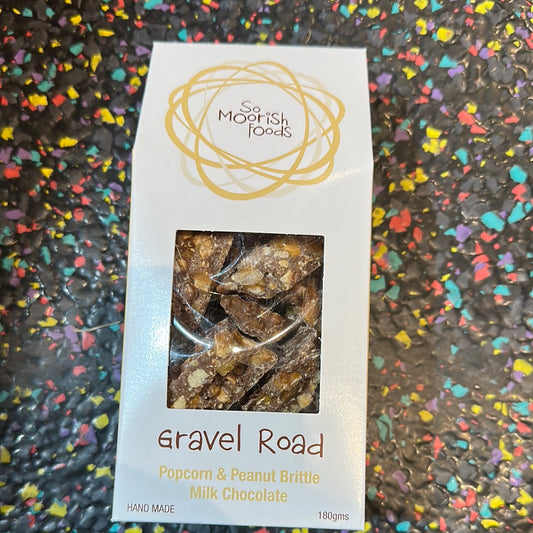 So
Moorish
Foods
Gravel Road
Popcorn & Peanut Brittle
Milk Chocolate
HAND MADE
180gms